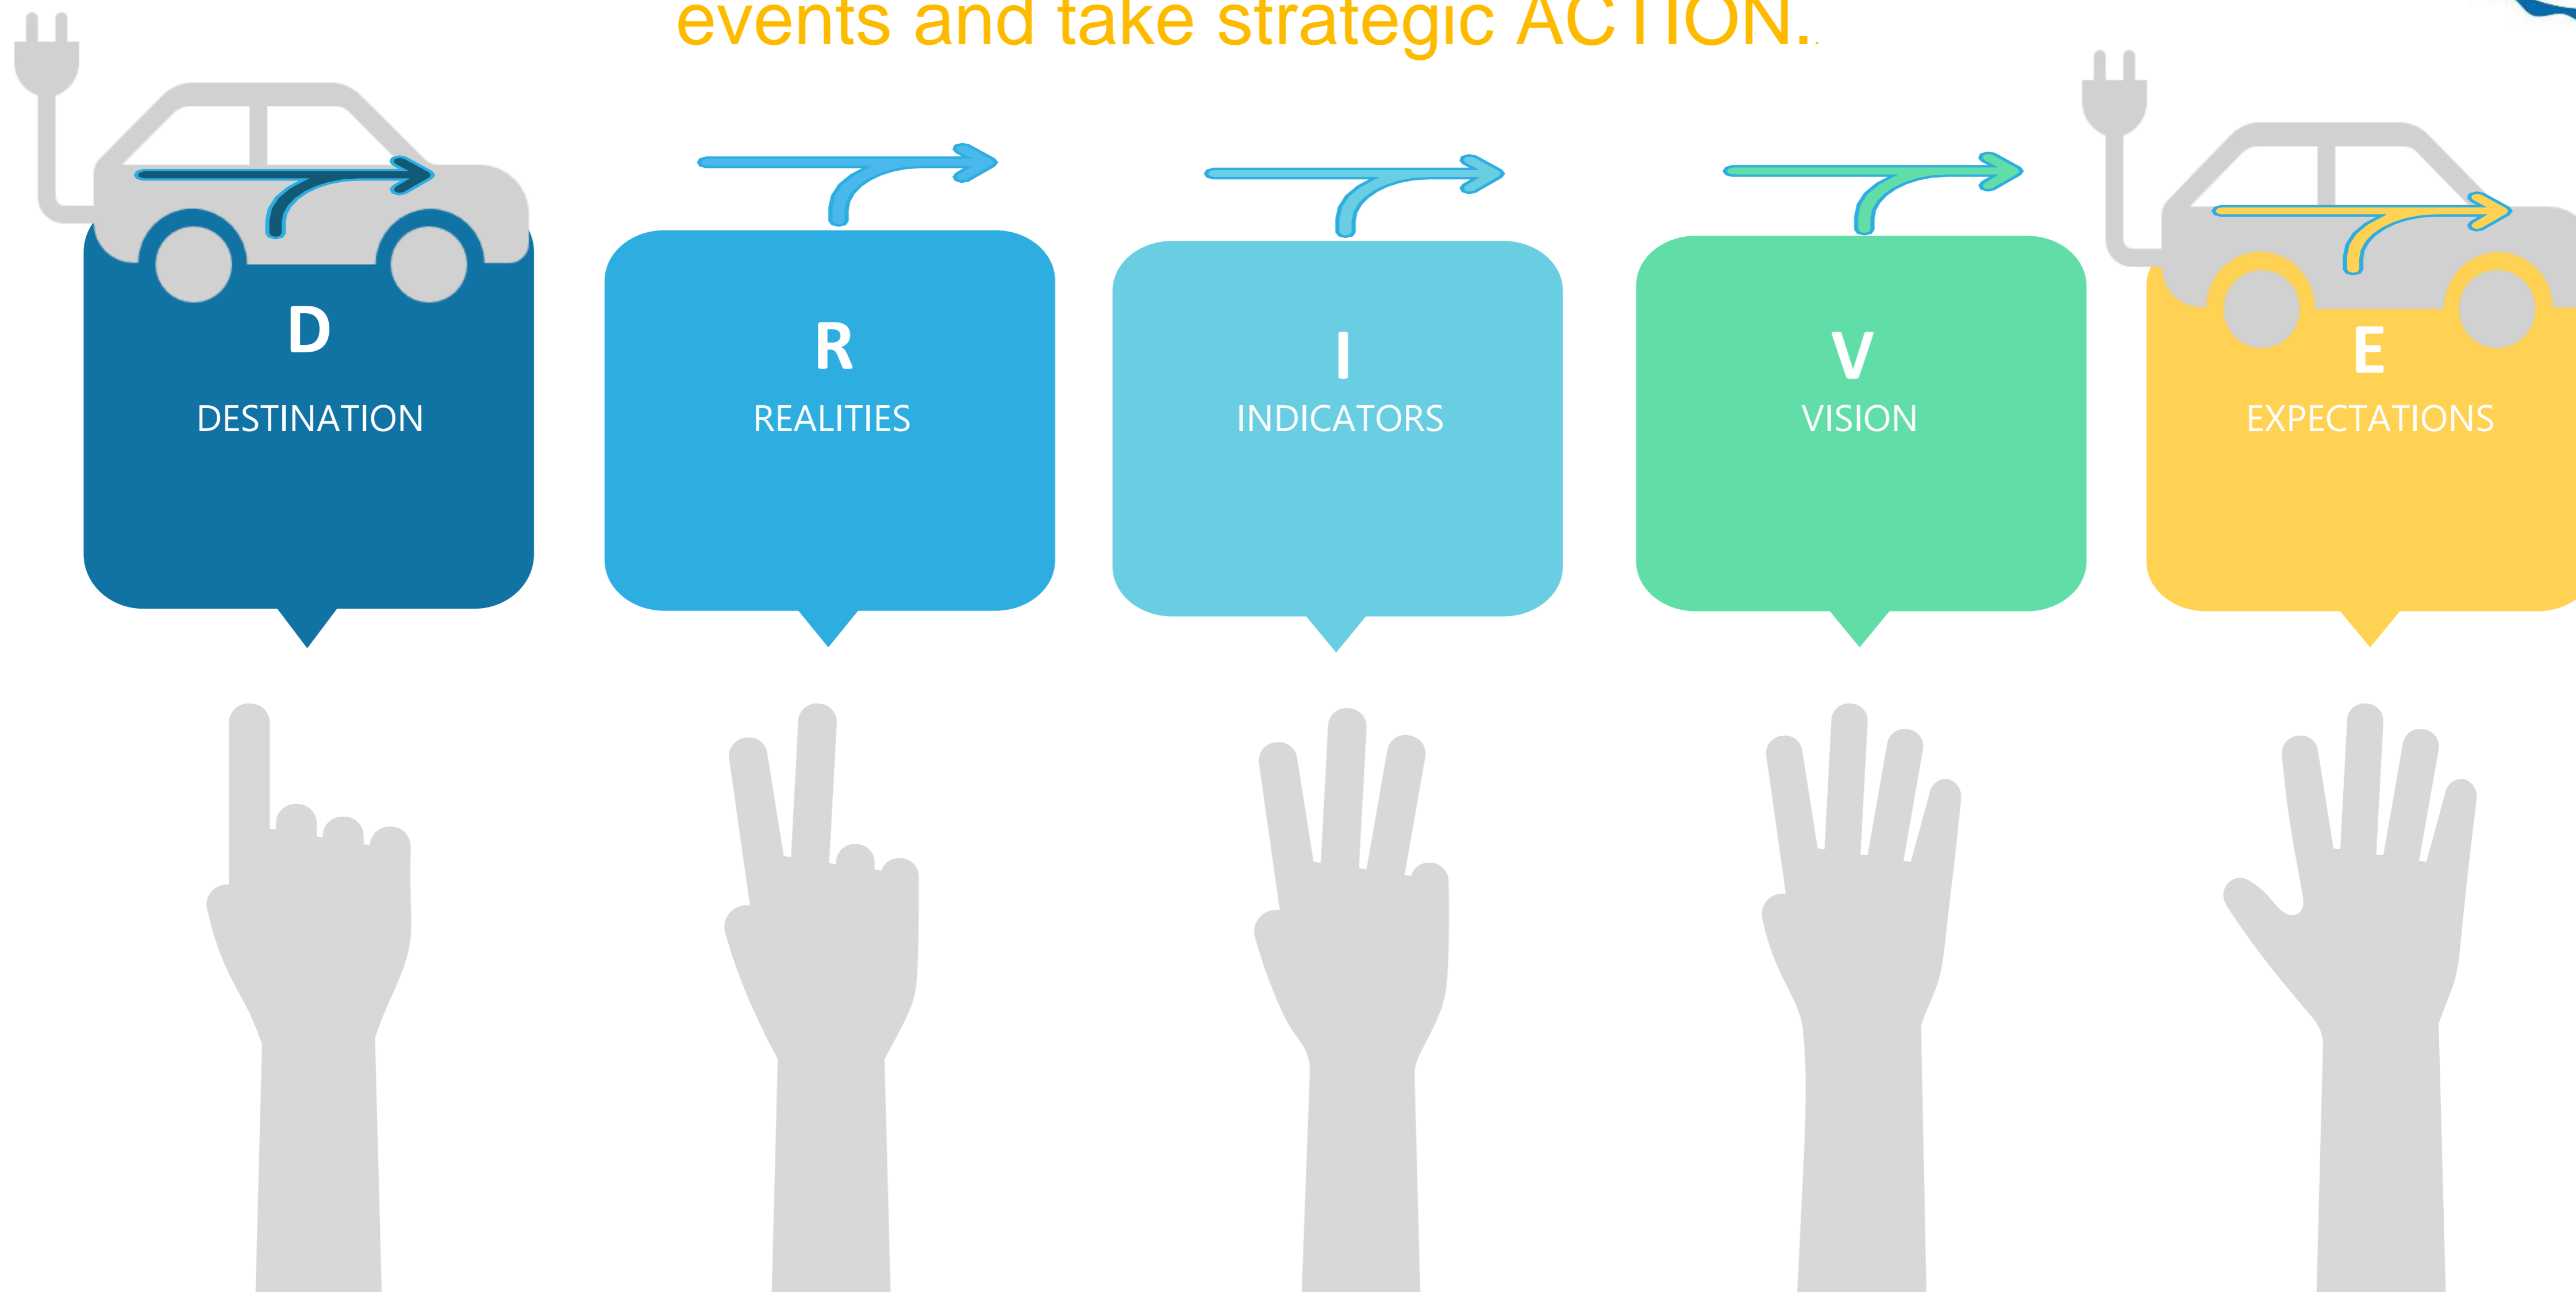 events and take strategic ACTION.
D
DESTINATION
R
REALITIES
I
INDICATORS
V
VISION
E
EXPECTATIONS